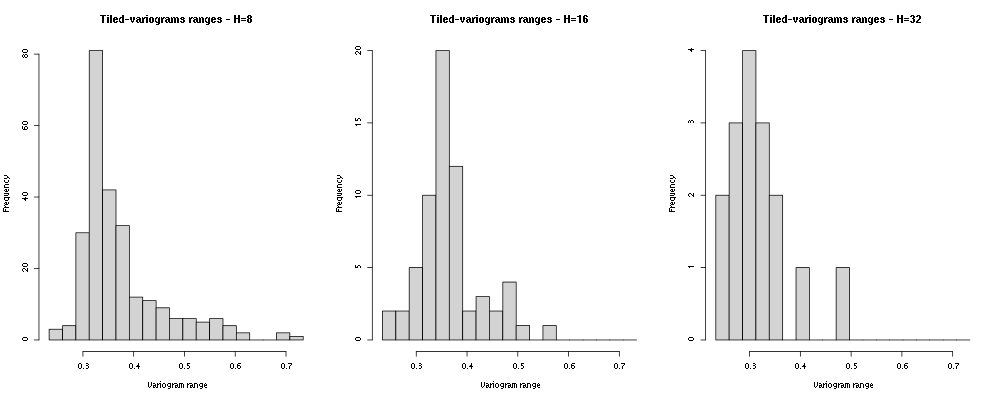 Tiled-variograms ranges - H=8
Frequency
80
60
40
20
0
0.3 0.4 0.5 0.6 0.7
Variogram range
Tiled-variograms ranges - H=16
Frequency
20
15
10
5
0
0.3 0.4 0.5 0.6 0.7
Variogram range
Tiled-variograms ranges - H=32
Frequency
4
3
2
1
0
0.3 0.4 0.5 0.6 0.7
Variogram range